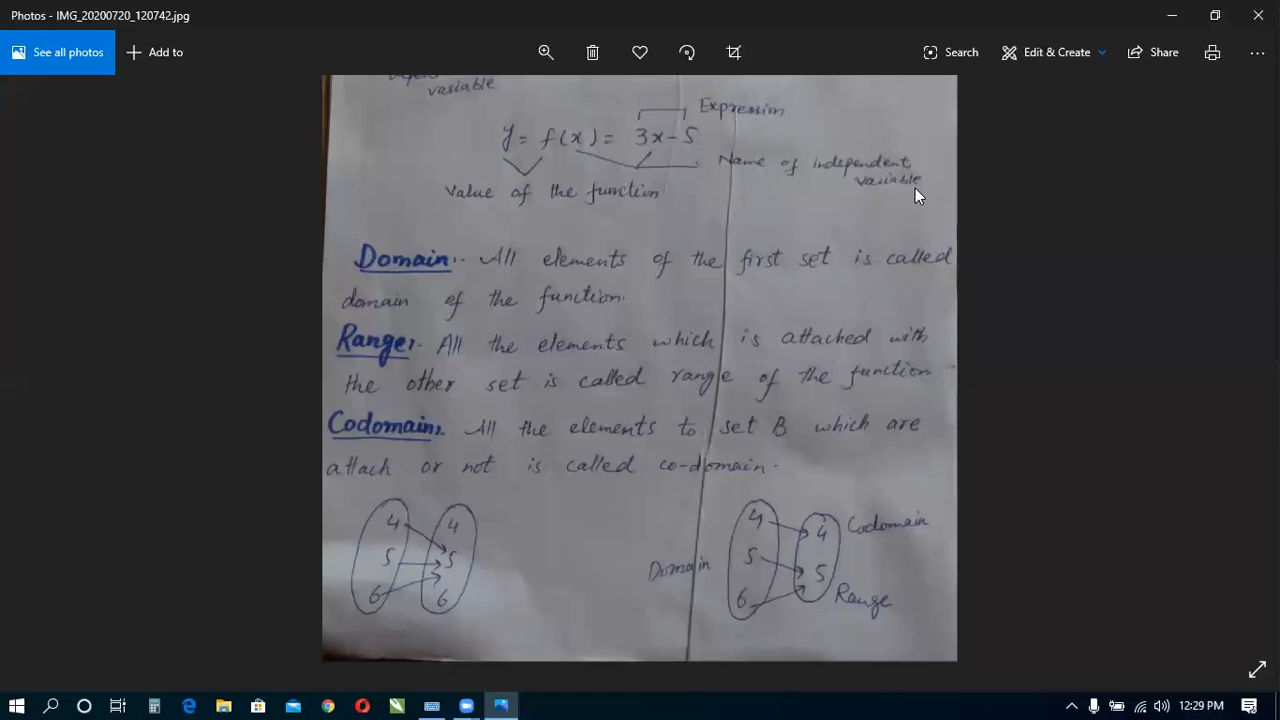 Photos - IMG_20200720_120742.jpg
See all photos
Add to
Search
Edit & Create
Share
variable
Expression
y = f(x) = 3x - 5
Name of independent
variable
Value of the function
Domain:- All elements of the first set is called
domain of the function.
Range:- All the elements which is attached with
the other set is called range of the function
Codomain:- All the elements to set B which are
attach or not is called co-domain.
4 4
5 5
6 6
4 4 Codomain
Domain 5 5
6 Range
12:29 PM